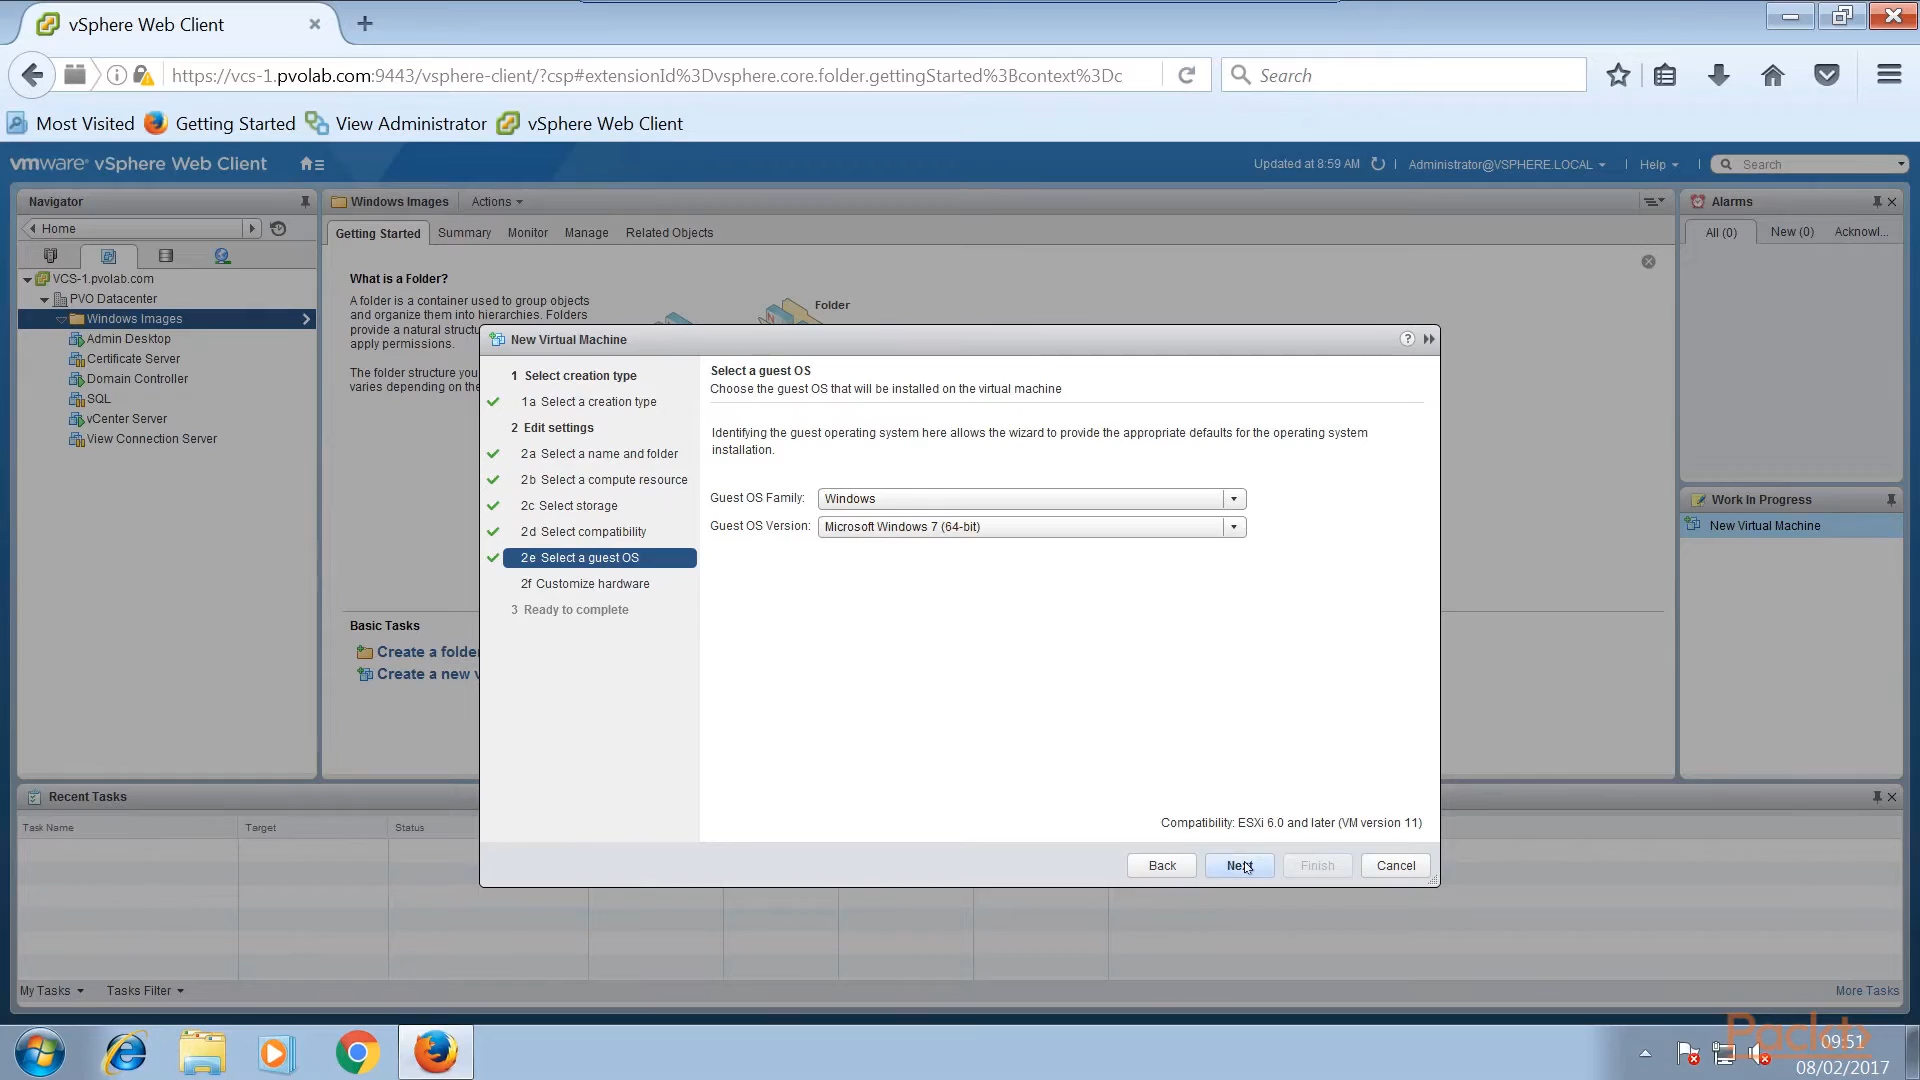 vSphere Web Client
https://vcs-1.pvolab.com:9443/vsphere-client/?csp#extensionId%3Dvsphere.core.folder.gettingStarted%3Bcontext%3Dc
Search
Most Visited
Getting Started
View Administrator
vSphere Web Client
vmware® vSphere Web Client
Updated at 8:59 AM
Administrator@VSPHERE.LOCAL
Help
Search
Navigator
Windows Images
Actions
Alarms
Home
Getting Started
Summary
Monitor
Manage
Related Objects
All (0)
New (0)
Acknowl...
VCS-1.pvolab.com
PVO Datacenter
Windows Images
Admin Desktop
Certificate Server
Domain Controller
SQL
vCenter Server
View Connection Server
What is a Folder?
A folder is a container used to group objects
and organize them into hierarchies. Folders
provide a natural structu
apply permissions.
The folder structure you
varies depending on the
Folder
Basic Tasks
Create a folde
Create a new v
New Virtual Machine
1 Select creation type
1a Select a creation type
2 Edit settings
2a Select a name and folder
2b Select a compute resource
2c Select storage
2d Select compatibility
2e Select a guest OS
2f Customize hardware
3 Ready to complete
Select a guest OS
Choose the guest OS that will be installed on the virtual machine
Identifying the guest operating system here allows the wizard to provide the appropriate defaults for the operating system
installation.
Guest OS Family:
Windows
Guest OS Version:
Microsoft Windows 7 (64-bit)
Compatibility: ESXi 6.0 and later (VM version 11)
Back
Next
Finish
Cancel
Work In Progress
New Virtual Machine
Recent Tasks
Task Name
Target
Status
My Tasks
Tasks Filter
More Tasks
Packt>
09:51
08/02/2017